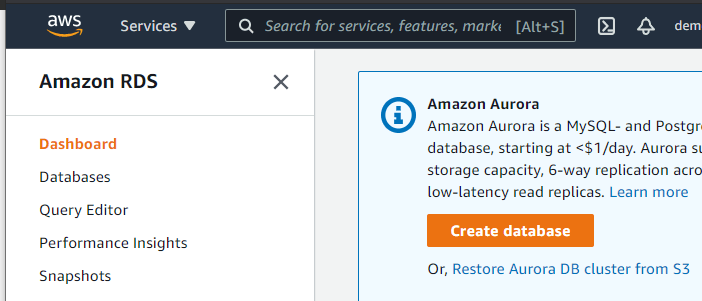 aws
Services
Search for services, features, marke [Alt+S]
dem
Amazon RDS
Dashboard
Databases
Query Editor
Performance Insights
Snapshots
Amazon Aurora
Amazon Aurora is a MySQL- and Postgr
database, starting at <$1/day. Aurora su
storage capacity, 6-way replication acro
low-latency read replicas. Learn more
Create database
Or, Restore Aurora DB cluster from S3